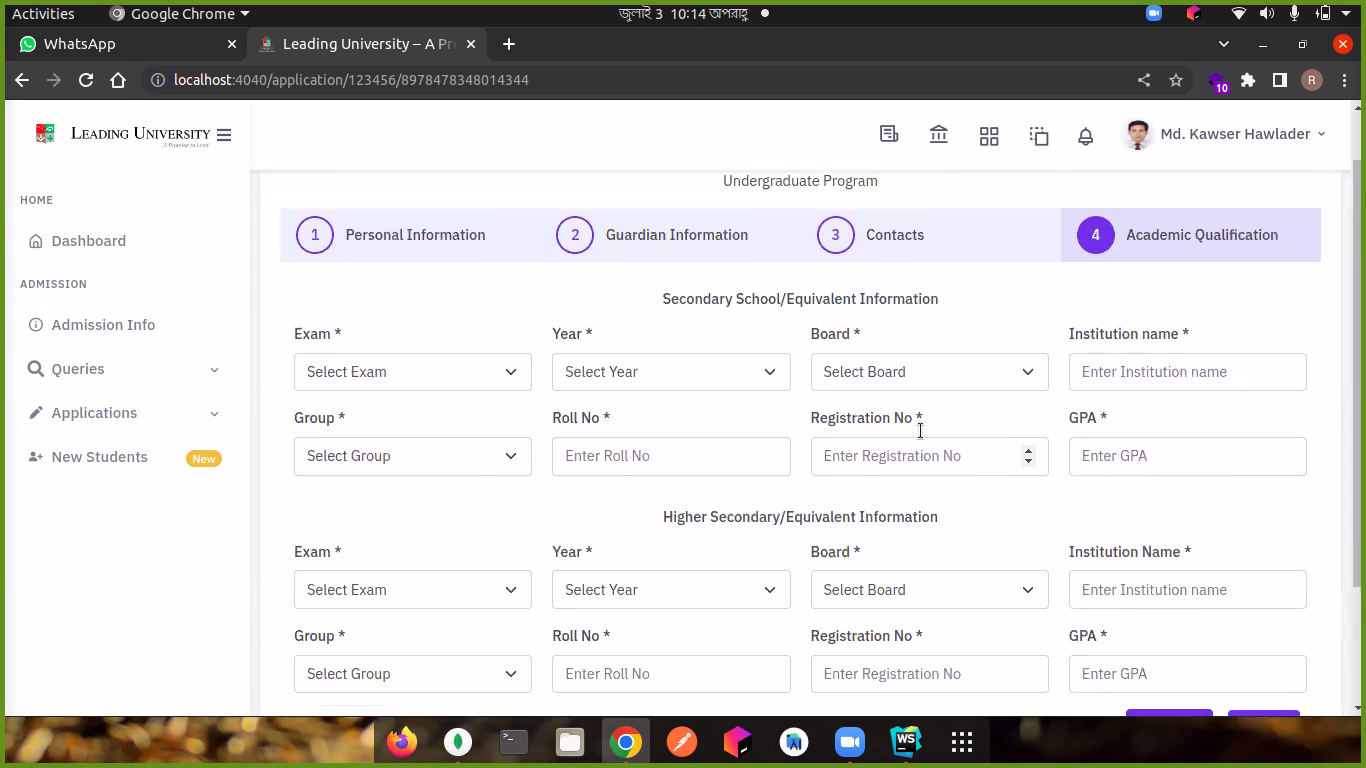 Activities
Google Chrome
জুলাই 3 10:14 অপরাহ্ণ
WhatsApp
Leading University – A Pr
localhost:4040/application/123456/8978478348014344
10
R
LEADING UNIVERSITY
A Promise to Lead
Md. Kawser Hawlader
HOME
Dashboard
ADMISSION
Admission Info
Queries
Applications
New Students
New
Undergraduate Program
1 Personal Information
2 Guardian Information
3 Contacts
4 Academic Qualification
Secondary School/Equivalent Information
Exam * Year * Board * Institution name *
Select Exam Select Year Select Board Enter Institution name
Group * Roll No * Registration No * GPA *
Select Group Enter Roll No Enter Registration No Enter GPA
Higher Secondary/Equivalent Information
Exam * Year * Board * Institution Name *
Select Exam Select Year Select Board Enter Institution name
Group * Roll No * Registration No * GPA *
Select Group Enter Roll No Enter Registration No Enter GPA
WS